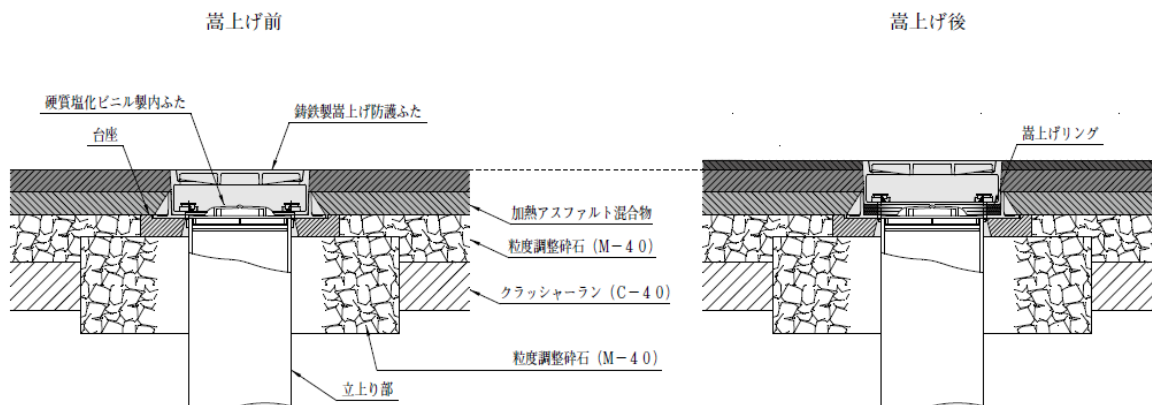 嵩上げ前
嵩上げ後
硬質塩化ビニル製内ふた
鋳鉄製嵩上げ防護ふた
台座
嵩上げリング
加熱アスファルト混合物
粒度調整砕石（M－40）
クラッシャーラン（C－40）
粒度調整砕石（M－40）
立上り部